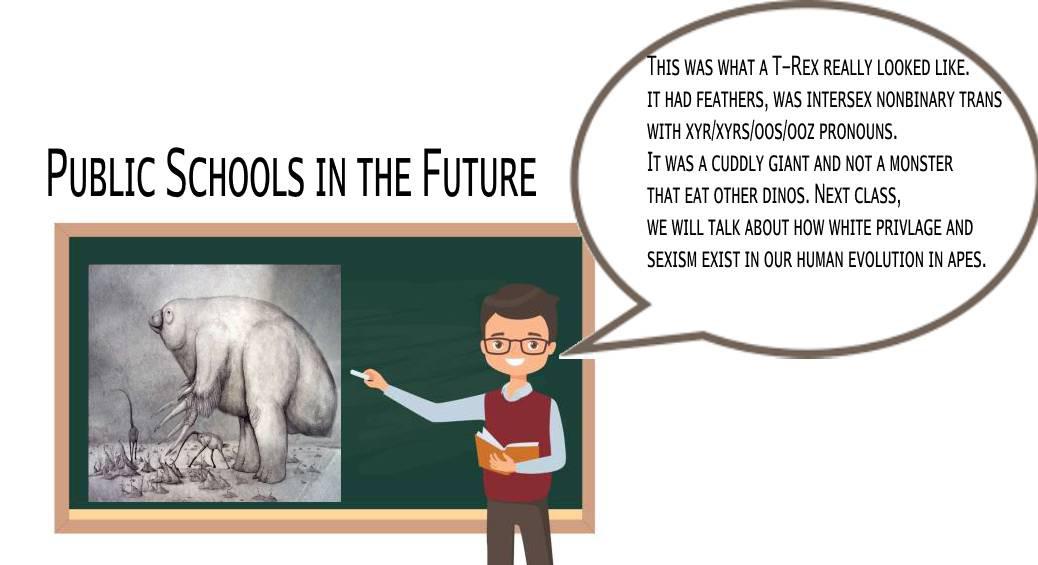 Public Schools in the Future
This was what a T-Rex really looked like.
it had feathers, was intersex nonbinary trans
with xyr/xyrs/oos/ooz pronouns.
It was a cuddly giant and not a monster
that eat other dinos. Next class,
we will talk about how white privlage and
sexism exist in our human evolution in apes.